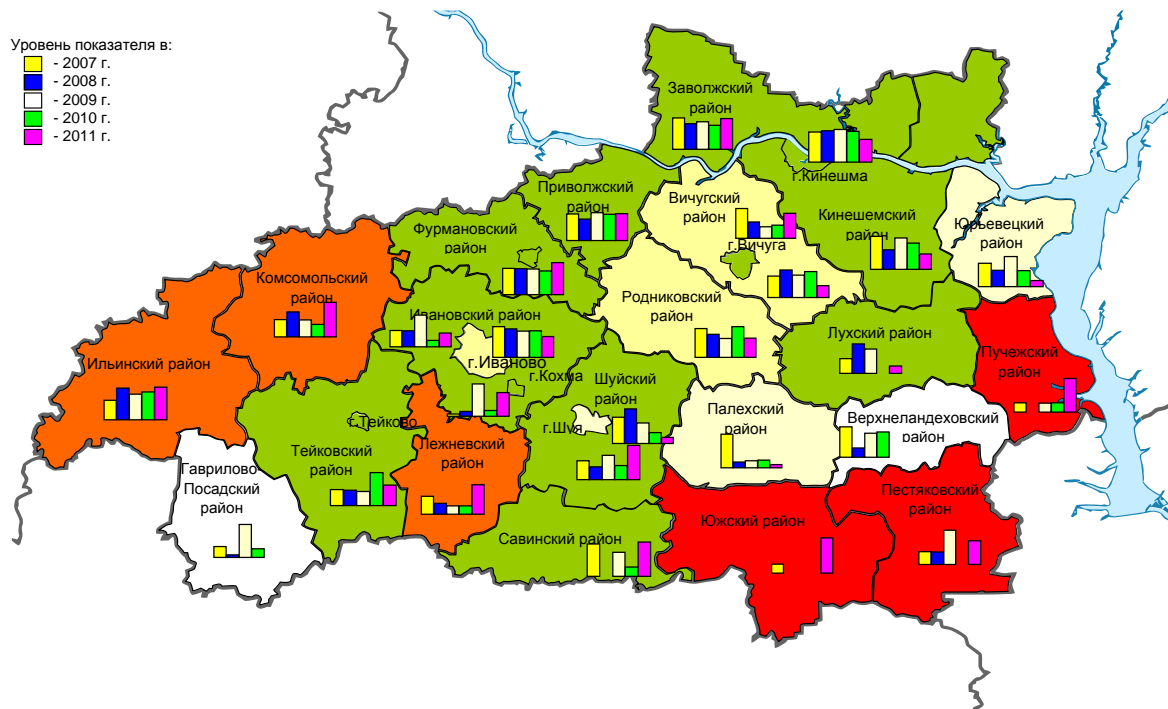 Уровень показателя в:
- 2007 г.
- 2008 г.
- 2009 г.
- 2010 г.
- 2011 г.
Заволжский
район
г.Кинешма
Приволжский
район
Вичугский
район
Кинешемский
район
Юрьевецкий
район
Фурмановский
район
г.Вичуга
Комсомольский
район
Родниковский
район
Ивановский район
Лухский район
Пучежский
район
Ильинский район
г.Иваново
г.Кохма
Шуйский
район
Палехский
район
Верхнеландеховский
район
г.Тейково
г.Шуя
Тейковский
район
Лежневский
район
Гаврилово-
Посадский
район
Пестяковский
район
Южский район
Савинский район